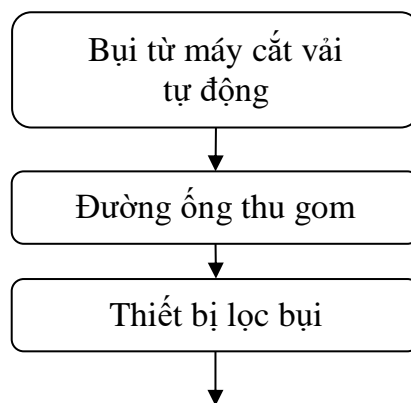 Bụi từ máy cắt vải
tự động
Đường ống thu gom
Thiết bị lọc bụi